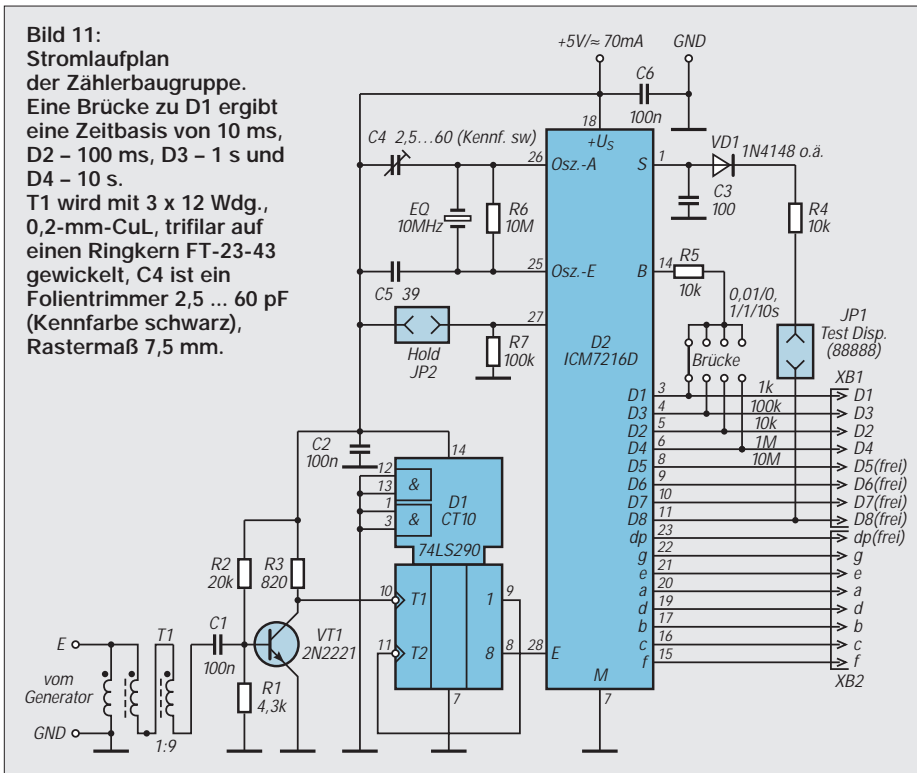 Bild 11:
Stromlaufplan
der Zählerbaugruppe.
Eine Brücke zu D1 ergibt
eine Zeitbasis von 10 ms,
D2 – 100 ms, D3 – 1 s und
D4 – 10 s.
T1 wird mit 3 x 12 Wdg.,
0,2-mm-CuL, trifilar auf
einen Ringkern FT-23-43
gewickelt, C4 ist ein
Folientrimmer 2,5 ... 60 pF
(Kennfarbe schwarz),
Rastermaß 7,5 mm.
+5V/≈ 70mA
GND
C6
100n
18
+US
C4 2,5...60 (Kennf. sw)
26
Osz.-A
S
1
VD1
1N4148 o.ä.
C3
100
R4
10k
EQ
10MHz
R6
10M
25
Osz.-E
B
14
R5
10k
C5 39
0,01/0,
1/1/10s
Brücke
JP1
Test Disp.
(88888)
27
Hold
JP2
R7
100k
D2
ICM7216D
XB1
D1 3 1k D1
D3 4 100k D3
D2 5 10k D2
D4 6 1M D4
D5 8 10M D5(frei)
D6 9 D6(frei)
D7 10 D7(frei)
D8 11 D8(frei)
dp 23 dp(frei)
g 22 g
e 21 e
a 20 a
d 19 d
b 17 b
c 16 c
f 15 f
XB2
C2
100n
14
12
13
1
3
&
&
D1
CT10
74LS290
R2
20k
R3
820
10
T1
1
9
11
T2
8
8
28
E
7
M
7
E
vom
Generator
GND
T1
1:9
C1
100n
VT1
2N2221
R1
4,3k